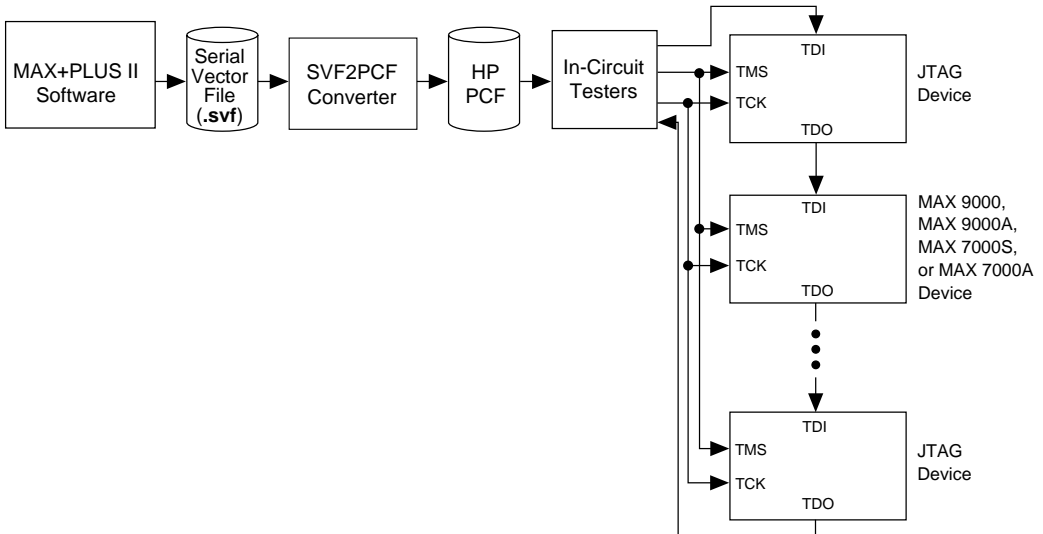 MAX+PLUS II
Software
Serial
Vector
File
(.svf)
SVF2PCF
Converter
HP
PCF
In-Circuit
Testers
TDI
TMS
TCK
TDO
JTAG
Device
TDI
TMS
TCK
TDO
MAX 9000,
MAX 9000A,
MAX 7000S,
or MAX 7000A
Device
TDI
TMS
TCK
TDO
JTAG
Device